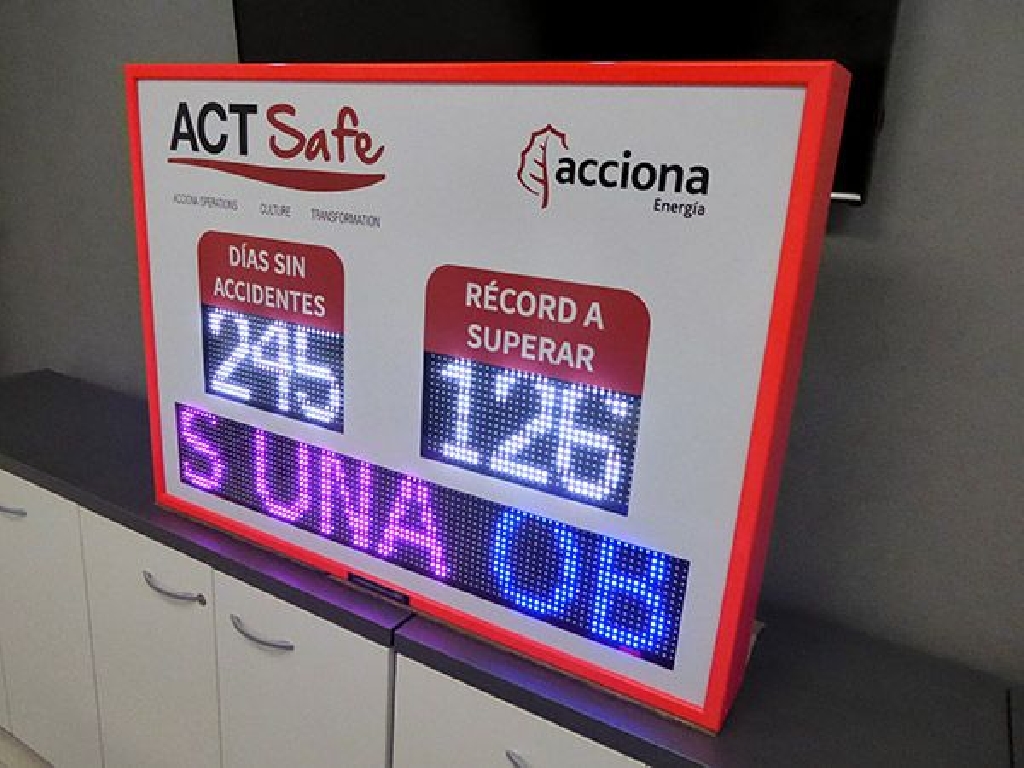 ACT Safe
ACCIONA OPERATIONS CULTURE TRANSFORMATION
acciona
Energía
DÍAS SIN
ACCIDENTES
245
RÉCORD A
SUPERAR
126
S UNA OB